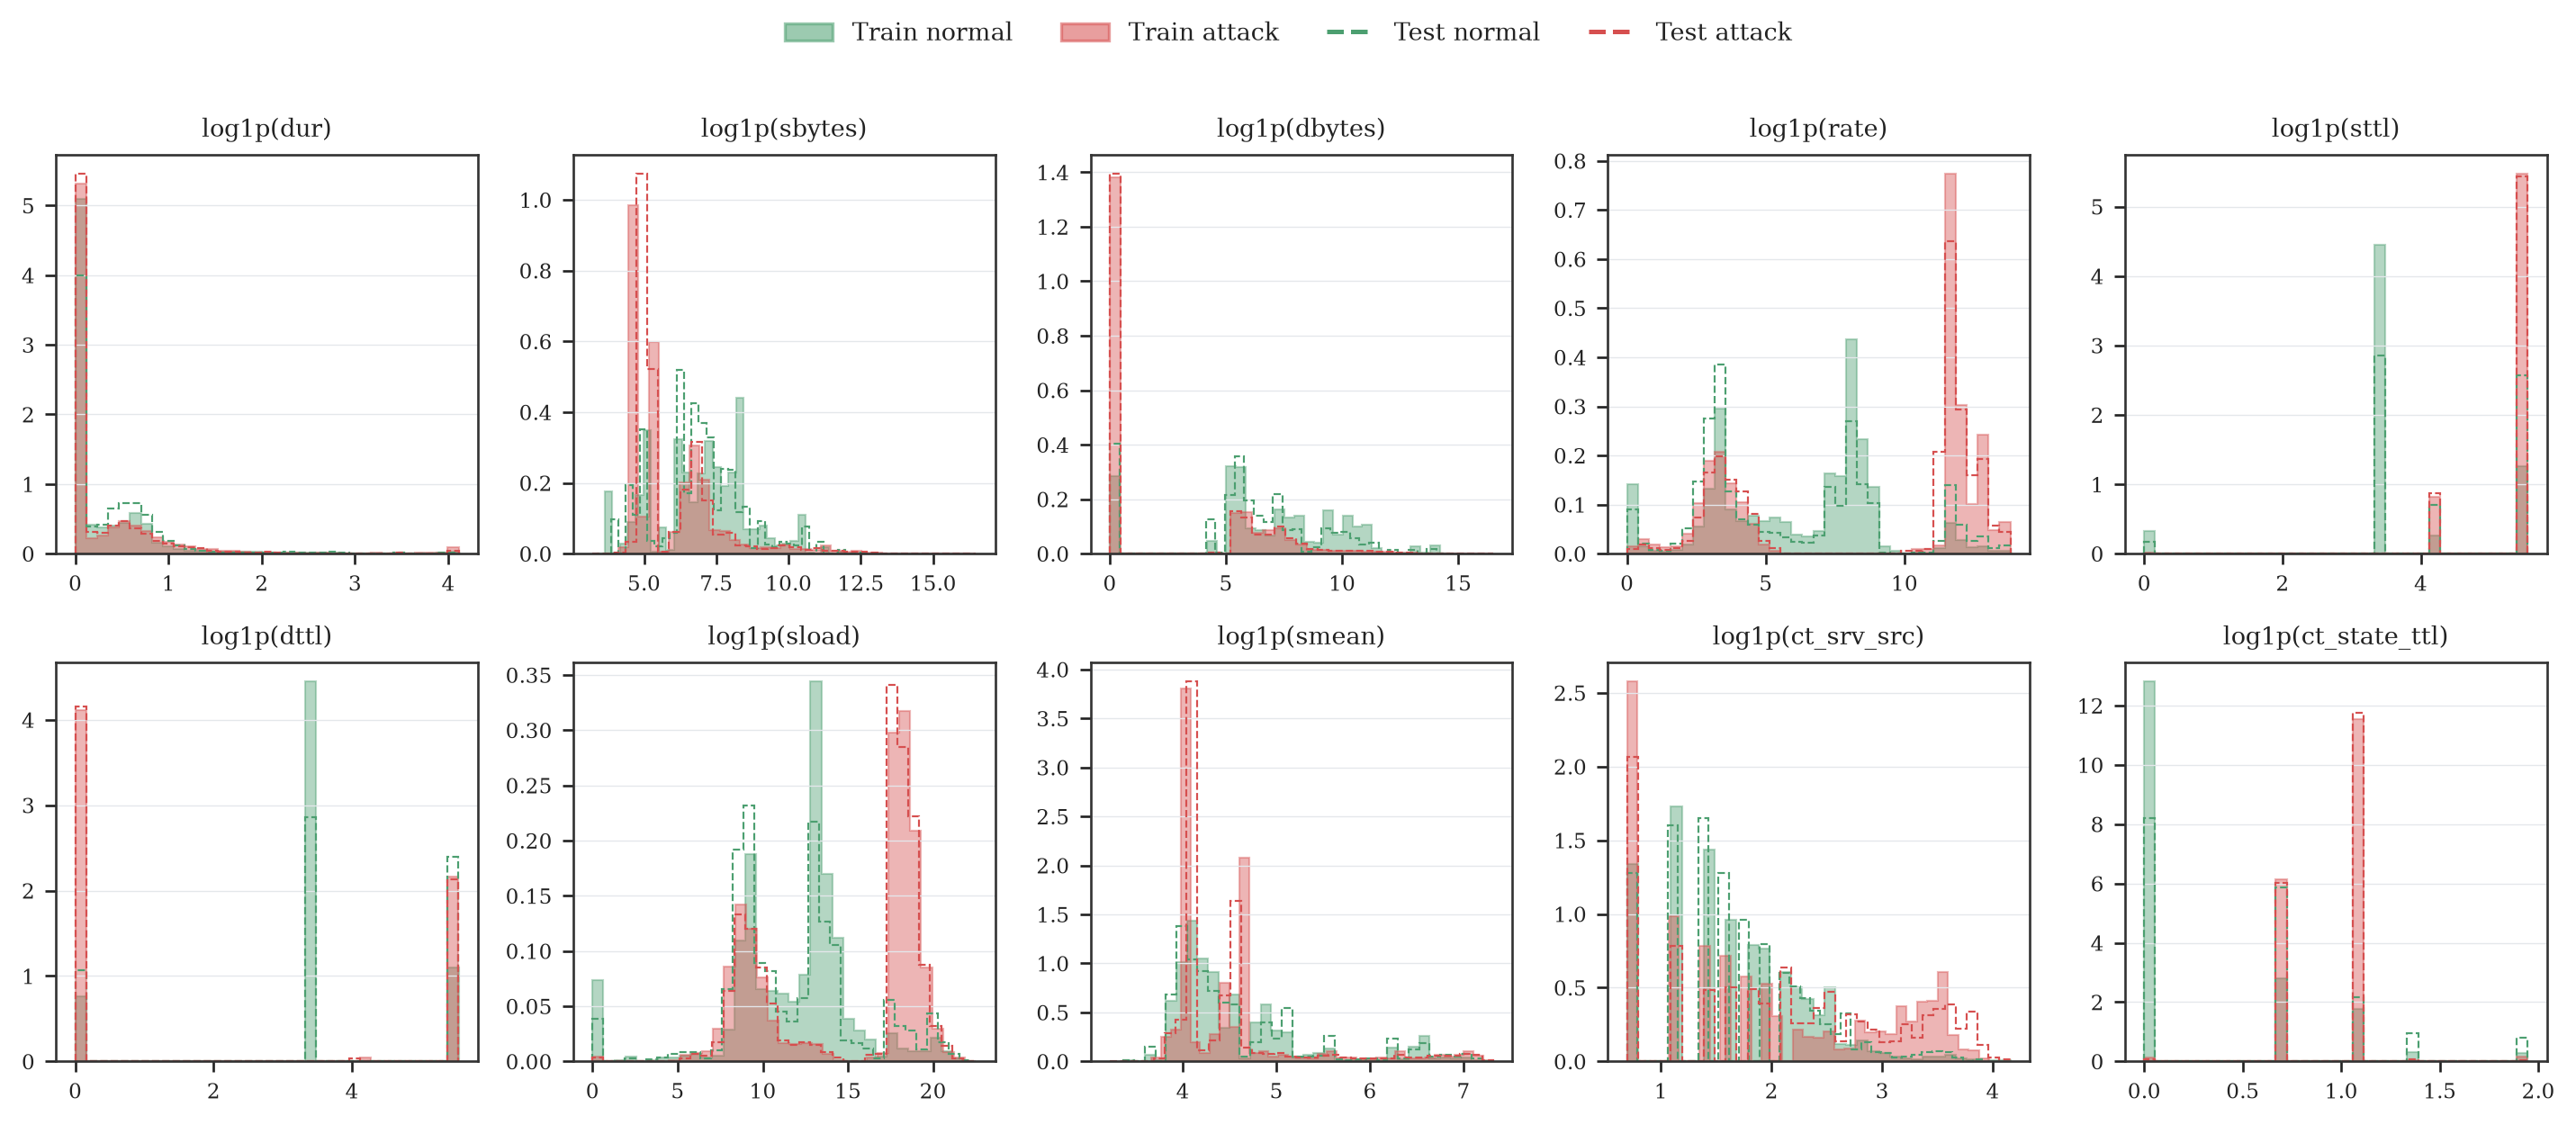 Train normal Train attack Test normal Test attack
log1p(dur) log1p(sbytes) log1p(dbytes) log1p(rate) log1p(sttl)
5 4 3 2 1 0
0 1 2 3 4
1.0 0.8 0.6 0.4 0.2 0.0
5.0 7.5 10.0 12.5 15.0
1.4 1.2 1.0 0.8 0.6 0.4 0.2 0.0
0 5 10 15
0.8 0.7 0.6 0.5 0.4 0.3 0.2 0.1 0.0
0 5 10
5 4 3 2 1 0
0 2 4
log1p(dttl) log1p(sload) log1p(smean) log1p(ct_srv_src) log1p(ct_state_ttl)
4 3 2 1 0
0 2 4
0.35 0.30 0.25 0.20 0.15 0.10 0.05 0.00
0 5 10 15 20
4.0 3.5 3.0 2.5 2.0 1.5 1.0 0.5 0.0
4 5 6 7
2.5 2.0 1.5 1.0 0.5 0.0
1 2 3 4
12 10 8 6 4 2 0
0.0 0.5 1.0 1.5 2.0